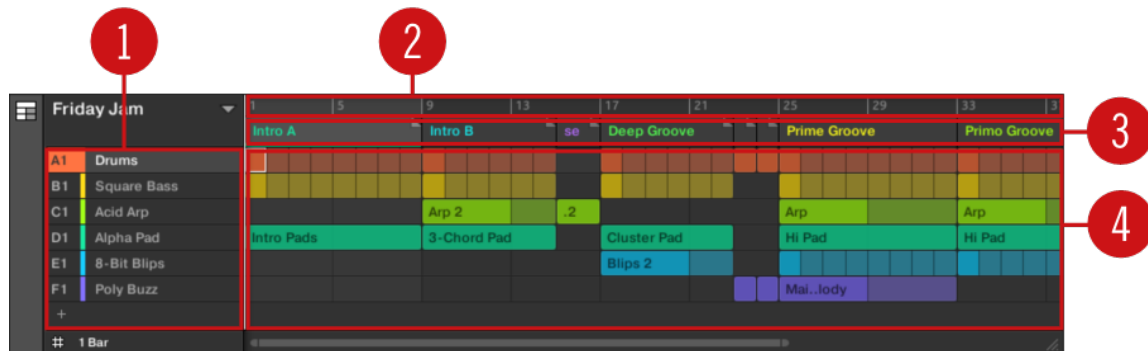 1
2
Friday Jam
1 5 9 13 17 21 25 29 33 3
Intro A Intro B se Deep Groove Prime Groove Primo Groove
3
A1 Drums
B1 Square Bass
C1 Acid Arp Arp 2 .2 Arp Arp
D1 Alpha Pad Intro Pads 3-Chord Pad Cluster Pad Hi Pad Hi Pad
4
E1 8-Bit Blips Blips 2
F1 Poly Buzz Mai..lody
+
# 1 Bar